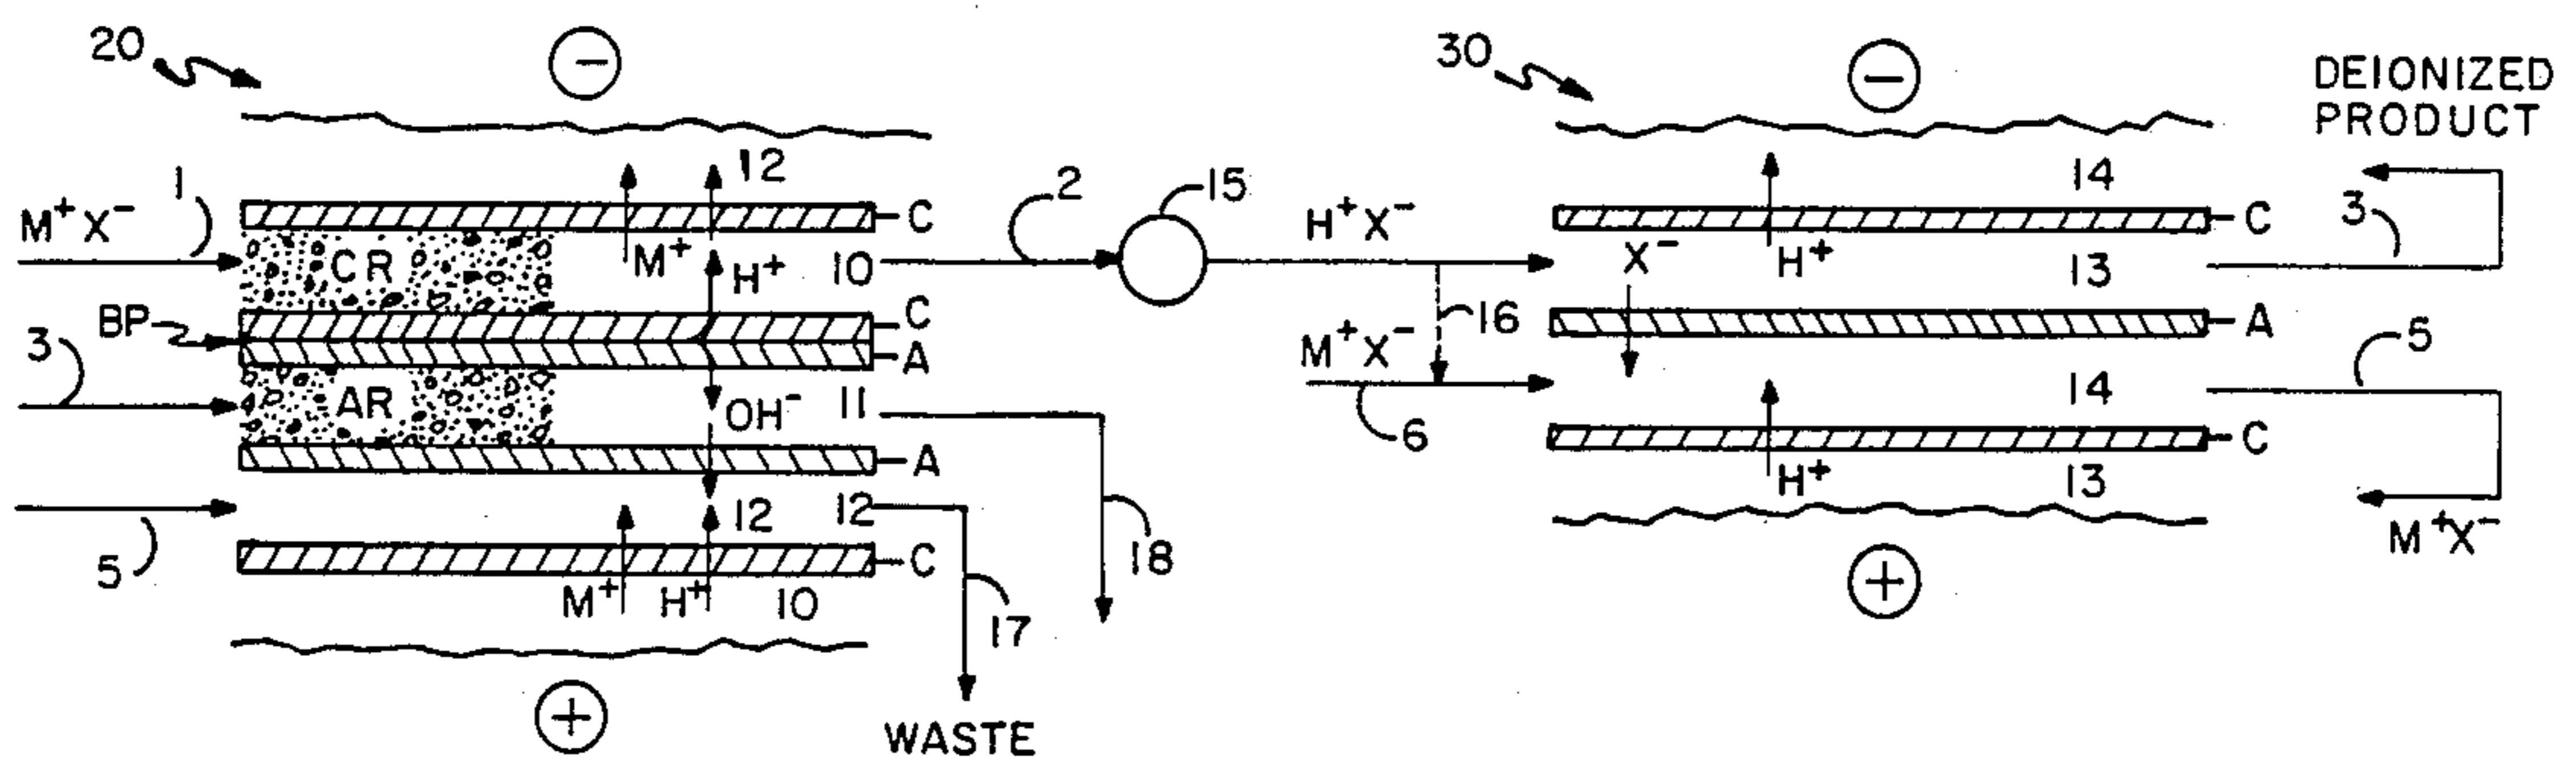 20
−
30
−
DEIONIZED
PRODUCT
1
12
2
15
14
M⁺X⁻
C
H⁺X⁻
C
3
CR
M⁺
H⁺
10
X⁻
H⁺
13
BP
C
16
A
3
A
M⁺X⁻
5
AR
OH⁻
11
14
6
A
C
12
12
18
H⁺
13
5
C
M⁺X⁻
M⁺
H⁺
10
17
+
+
WASTE